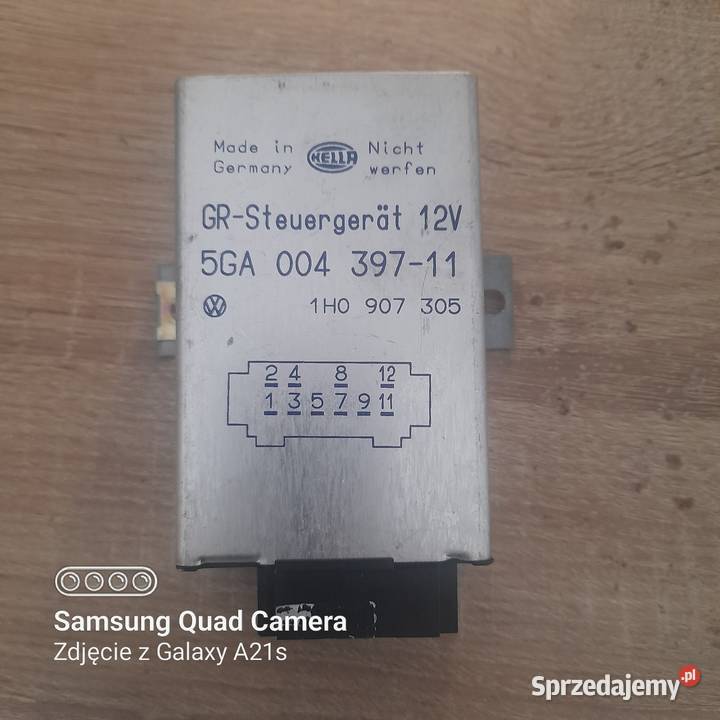 Made in HELLA Nicht
Germany werfen
GR-Steuergerät 12V
5GA 004 397-11
VW 1H0 907 305
2 4 8 12
1 3 5 7 9 11
Samsung Quad Camera
Zdjęcie z Galaxy A21s
Sprzedajemy.pl